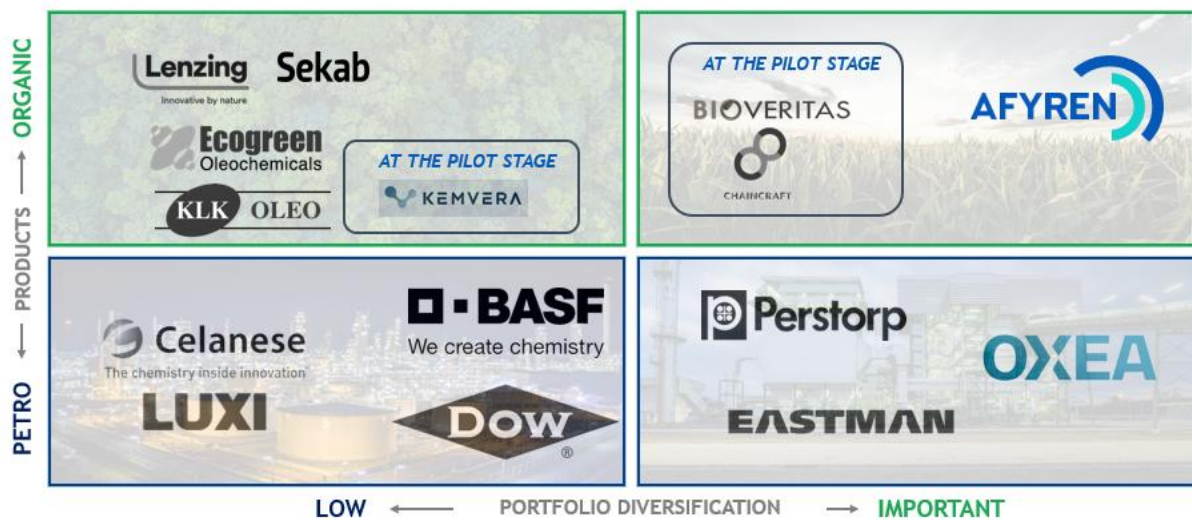 ORGANIC
PRODUCTS
PETRO
Lenzing
Innovative by nature
Sekab
Ecogreen
Oleochemicals
KLK OLEO
AT THE PILOT STAGE
KEMVERA
AT THE PILOT STAGE
BIOVERITAS
CHAINCRAFT
AFYREN
Celanese
The chemistry inside innovation
LUXI
BASF
We create chemistry
DOW
®
Perstorp
OXEA
EASTMAN
LOW PORTFOLIO DIVERSIFICATION IMPORTANT